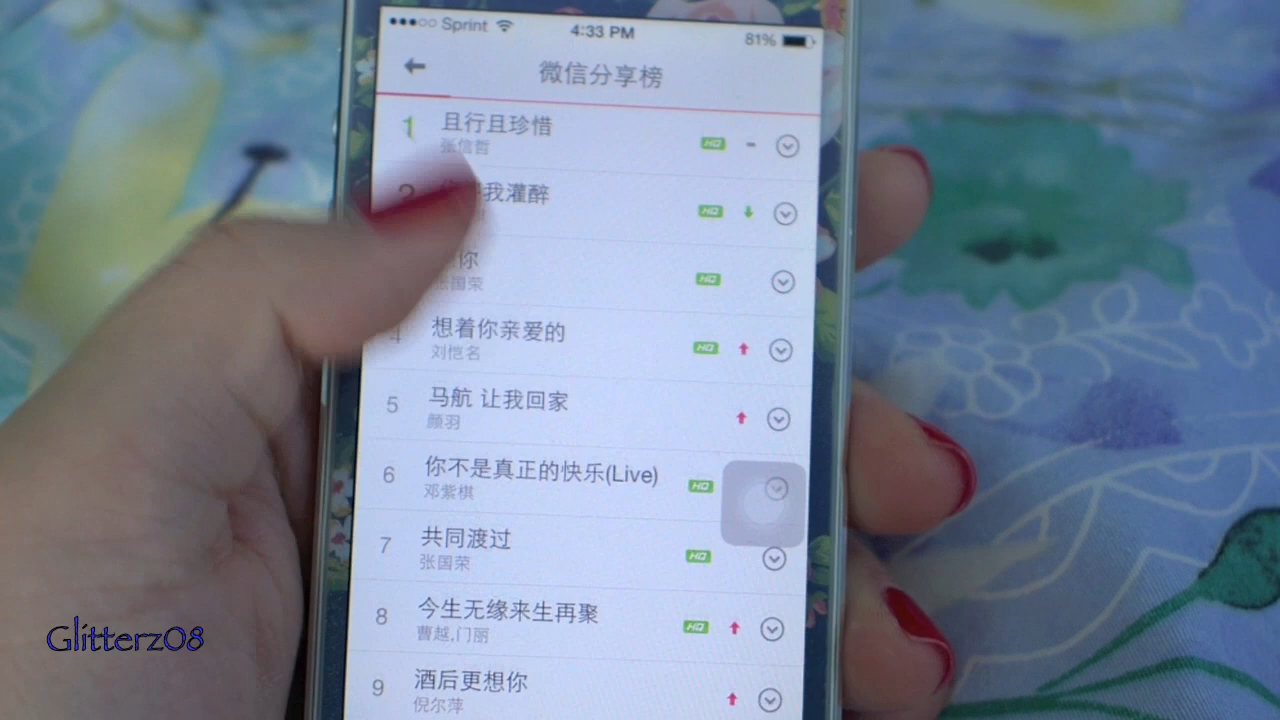 Sprint 4:33 PM 81%
微信分享榜
1 且行且珍惜 HQ
张信哲
2 我灌醉 HQ
你 HQ
张国荣
4 想着你亲爱的 HQ
刘恺名
5 马航 让我回家
颜羽
6 你不是真正的快乐(Live) HQ
邓紫棋
7 共同渡过 HQ
张国荣
8 今生无缘来生再聚 HQ
曹越,门丽
9 酒后更想你
倪尔萍
Glitterz08